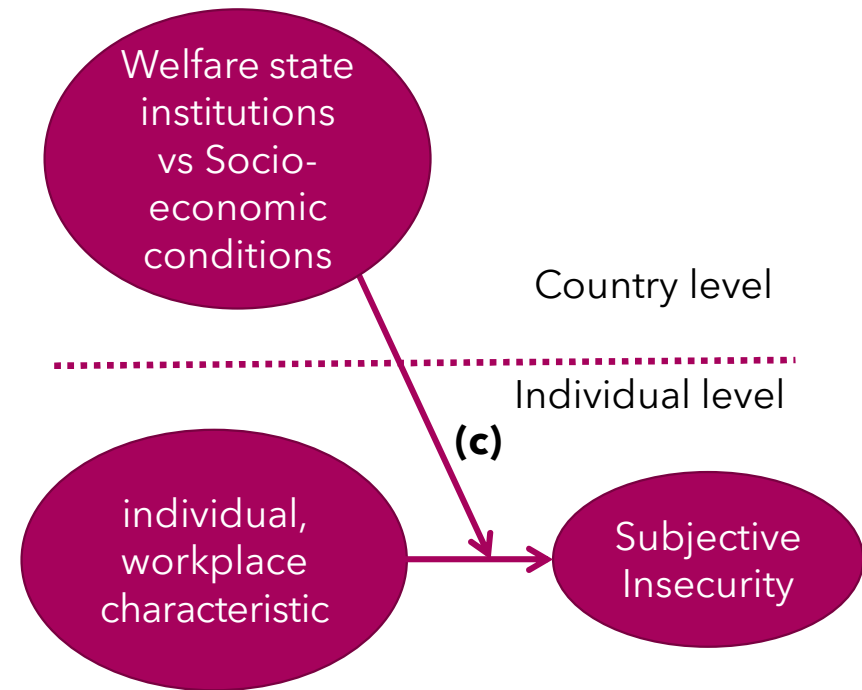 Welfare state
institutions
vs Socio-
economic
conditions
Country level
Individual level
(c)
individual,
workplace
characteristic
Subjective
Insecurity